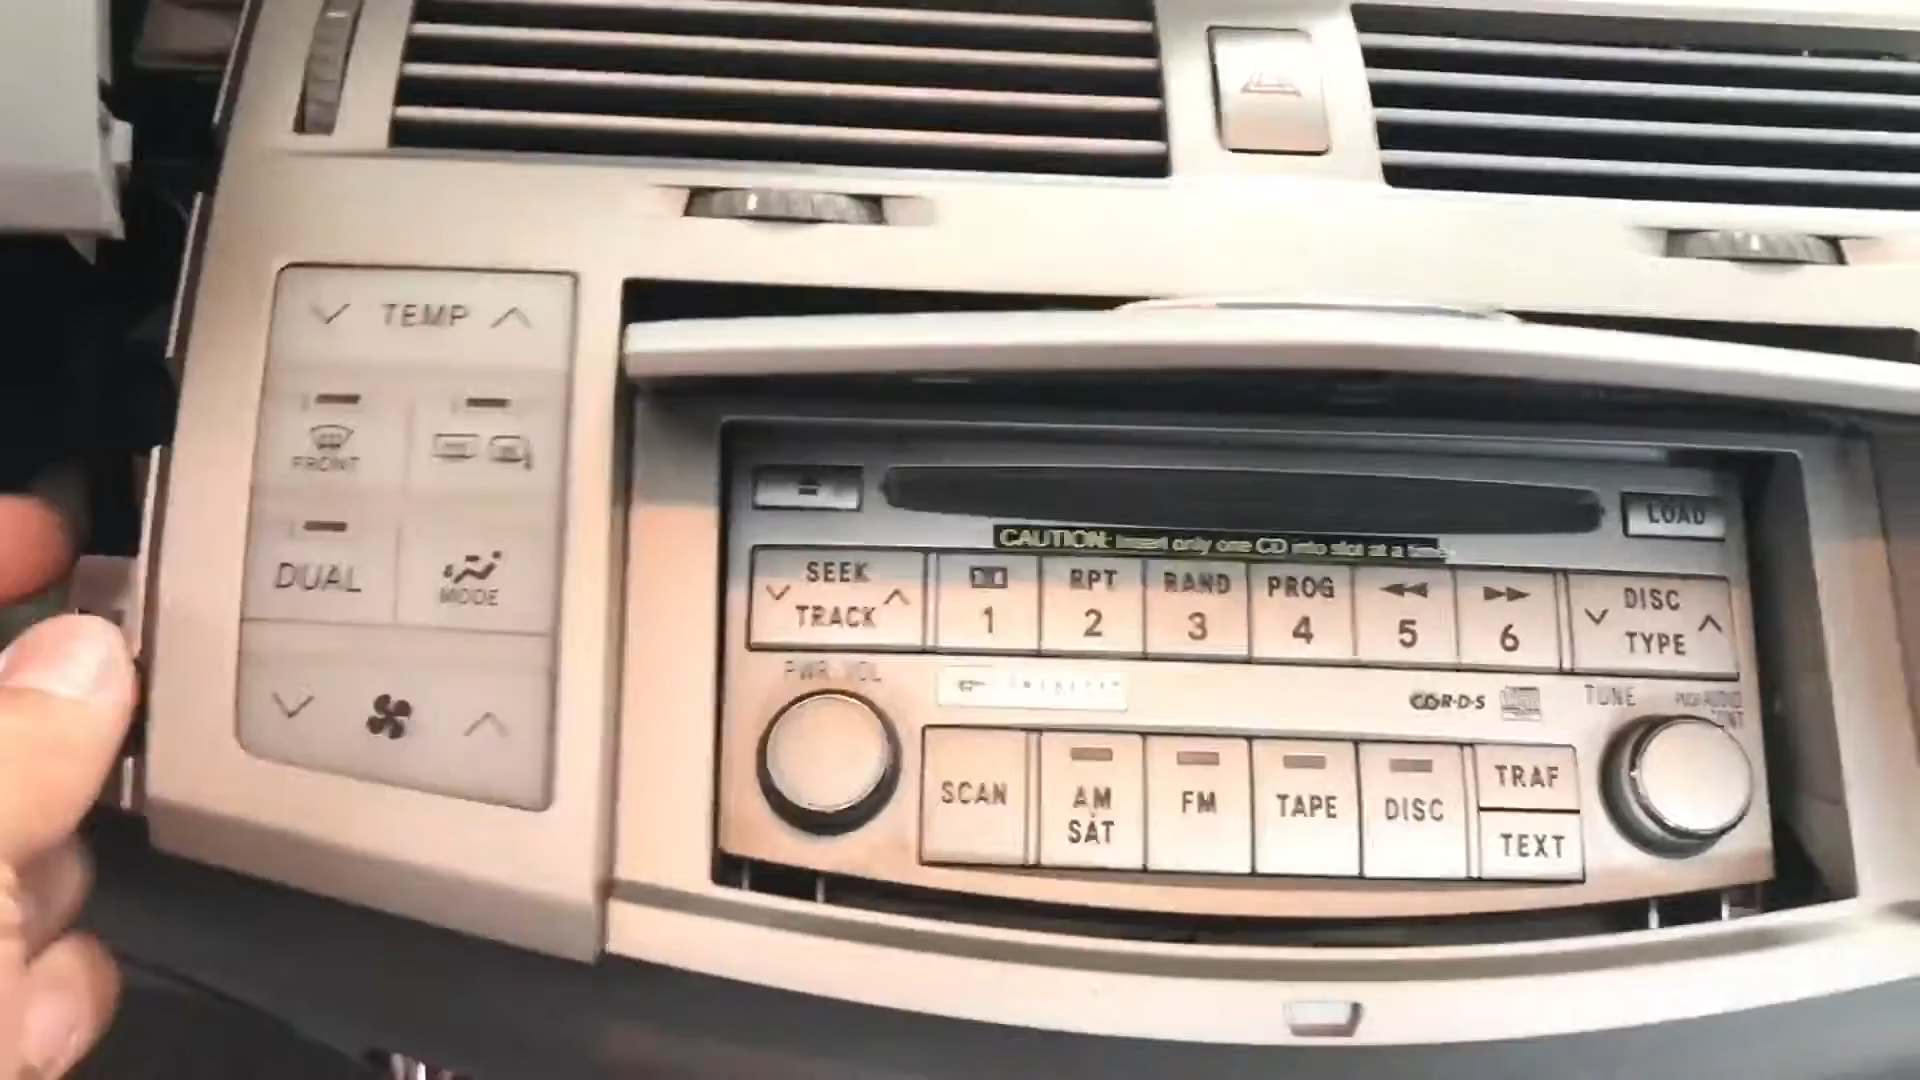 TEMP
FRONT
DUAL
MODE
LOAD
CAUTION: Insert only one CD into slot at a time.
SEEK
TRACK
1
RPT
2
RAND
3
PROG
4
5
6
DISC
TYPE
PWR VOL
CD R·D·S
TUNE
PUSH AUDIO
SCAN
AM
SAT
FM
TAPE
DISC
TRAF
TEXT